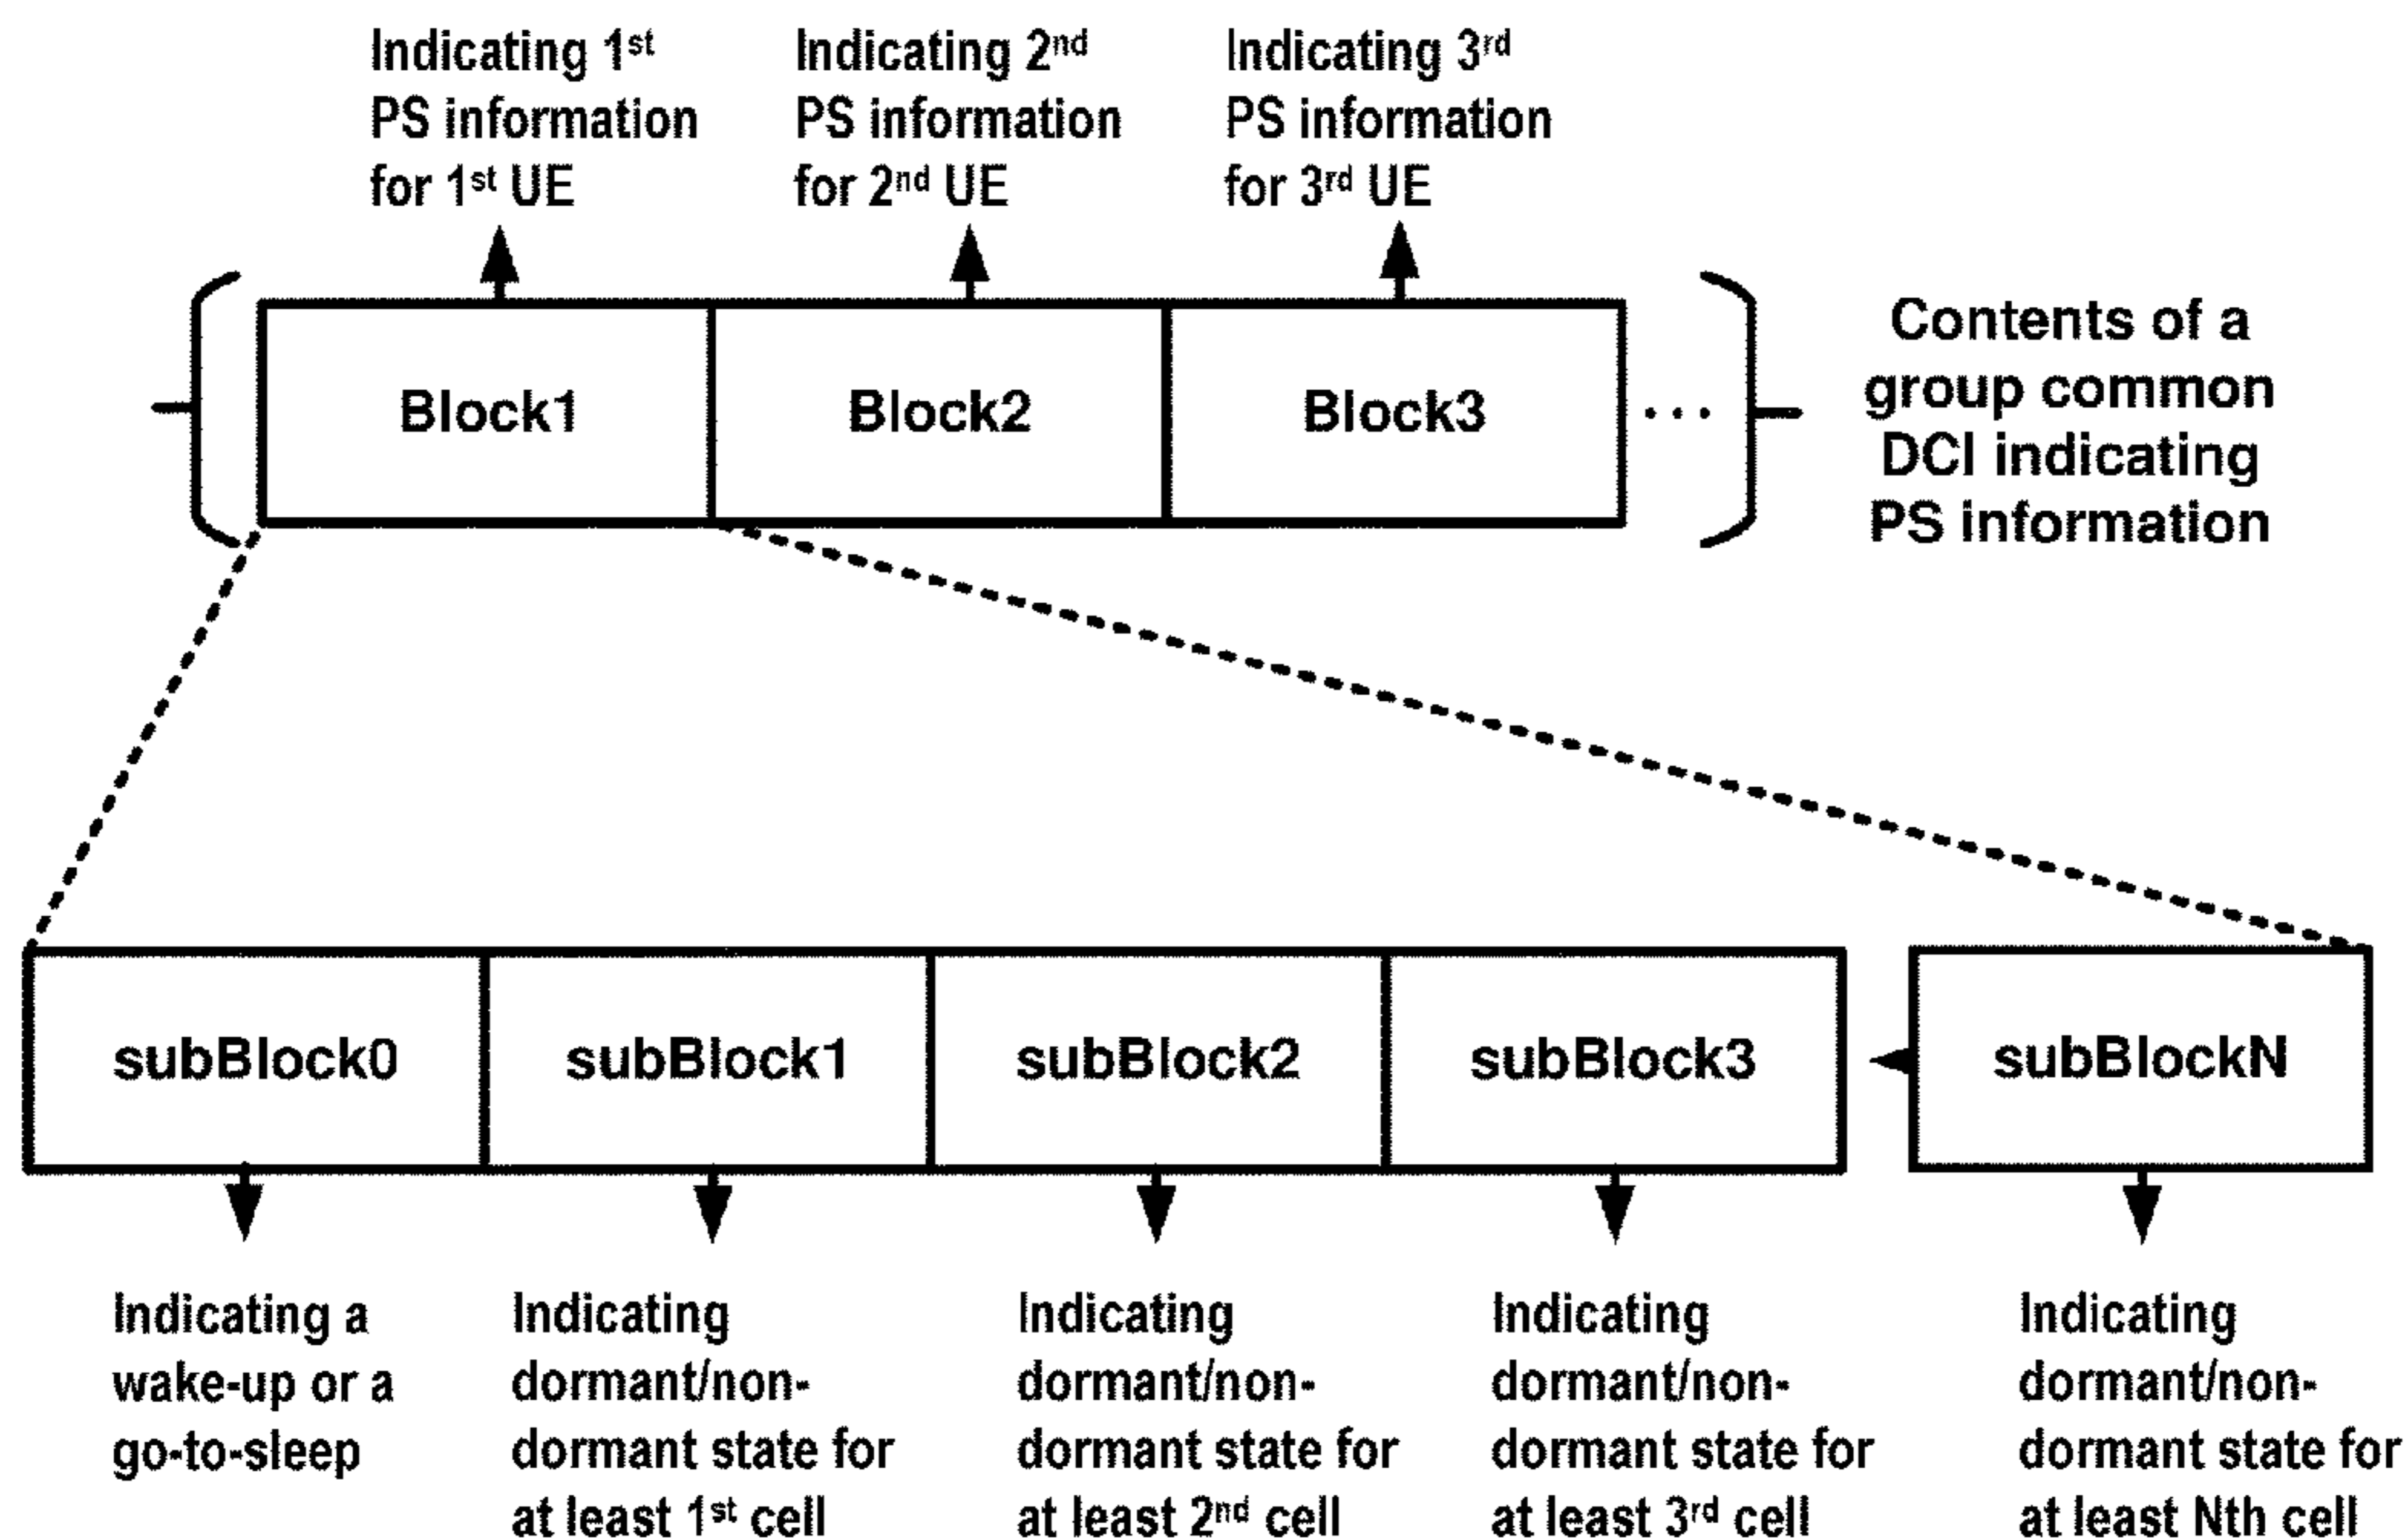 Indicating 1st
PS information
for 1st UE
Indicating 2nd
PS information
for 2nd UE
Indicating 3rd
PS information
for 3rd UE
Block1
Block2
Block3
...
Contents of a
group common
DCI indicating
PS information
subBlock0
subBlock1
subBlock2
subBlock3
subBlockN
Indicating a
wake-up or a
go-to-sleep
Indicating
dormant/non-
dormant state for
at least 1st cell
Indicating
dormant/non-
dormant state for
at least 2nd cell
Indicating
dormant/non-
dormant state for
at least 3rd cell
Indicating
dormant/non-
dormant state for
at least Nth cell